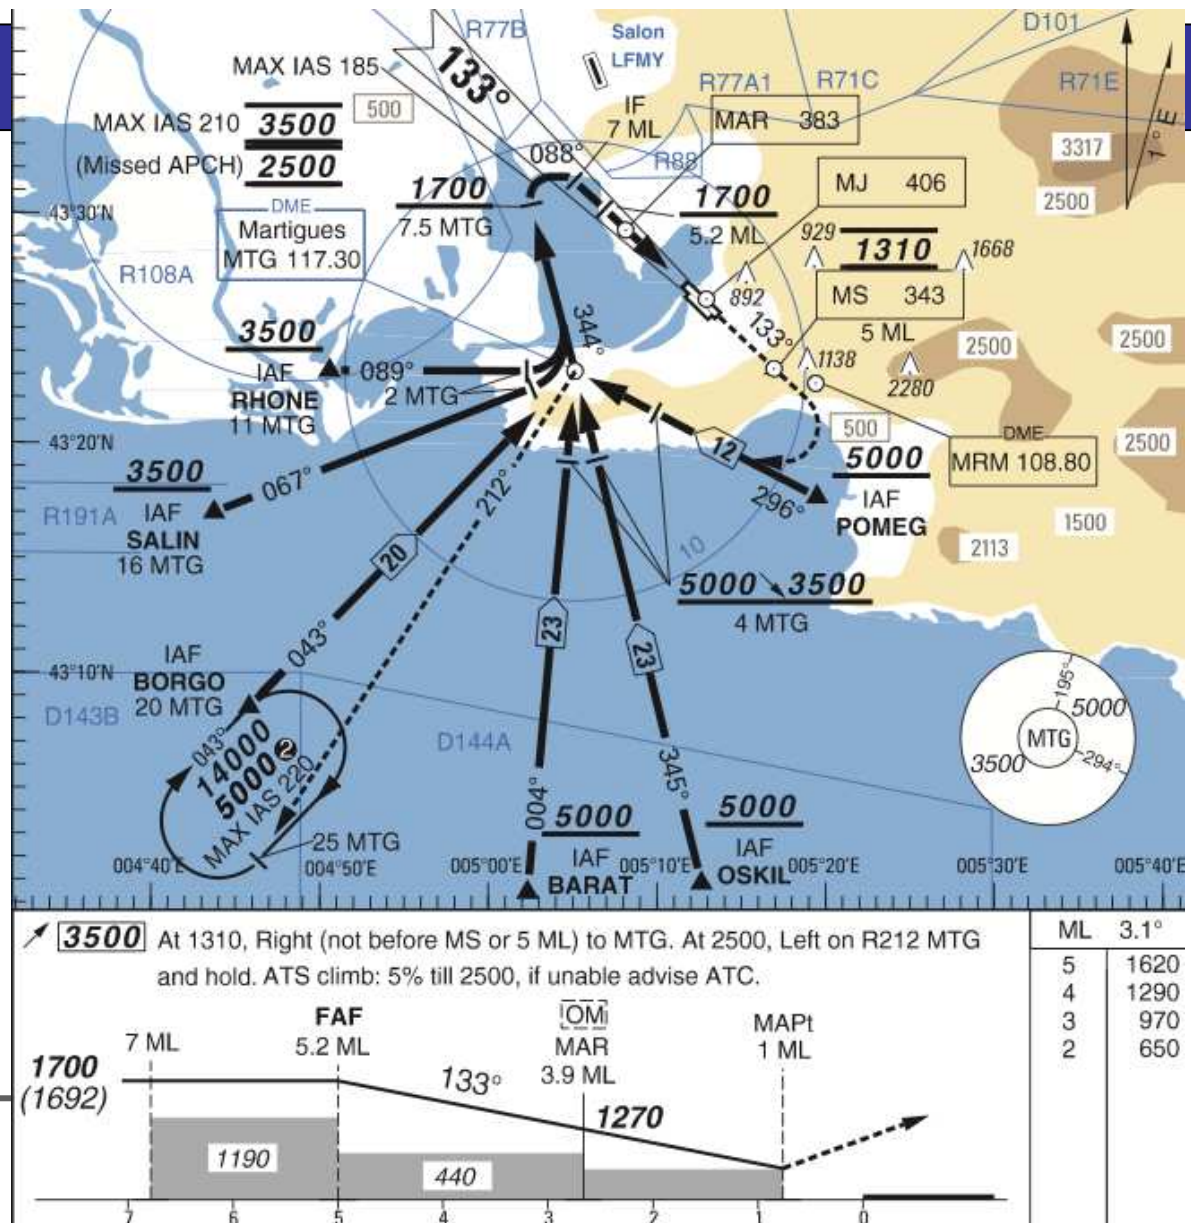 R77B
Salon
LFMY
D101
MAX IAS 185
133°
R77A1
R71C
R71E
500
IF
7 ML
MAR 383
1° E
MAX IAS 210
3500
(Missed APCH)
2500
088°
R88
3317
2500
1700
7.5 MTG
1700
5.2 ML
MJ 406
43°30'N
DME
Martigues
MTG 117.30
R108A
929
1310
1668
892
MS 343
5 ML
133°
344°
3500
IAF
RHONE
11 MTG
089°
2 MTG
1138
2280
2500
2500
43°20'N
500
DME
MRM 108.80
2500
3500
IAF
SALIN
16 MTG
067°
212°
12
296°
5000
IAF
POMEG
R191A
1500
2113
20
10
5000 3500
4 MTG
23
23
043°
43°10'N
IAF
BORGO
20 MTG
D143B
D144A
043°
14000
5000 2
MAX IAS 220
25 MTG
004°
345°
5000
IAF
BARAT
5000
IAF
OSKIL
195°
5000
MTG
3500
294°
004°40'E
004°50'E
005°00'E
005°10'E
005°20'E
005°30'E
005°40'E
3500 At 1310, Right (not before MS or 5 ML) to MTG. At 2500, Left on R212 MTG
and hold. ATS climb: 5% till 2500, if unable advise ATC.
ML 3.1°
5 1620
4 1290
3 970
2 650
FAF
7 ML
5.2 ML
OM
MAR
3.9 ML
MAPt
1 ML
1700
(1692)
133°
1270
1190
440
7 6 5 4 3 2 1 0